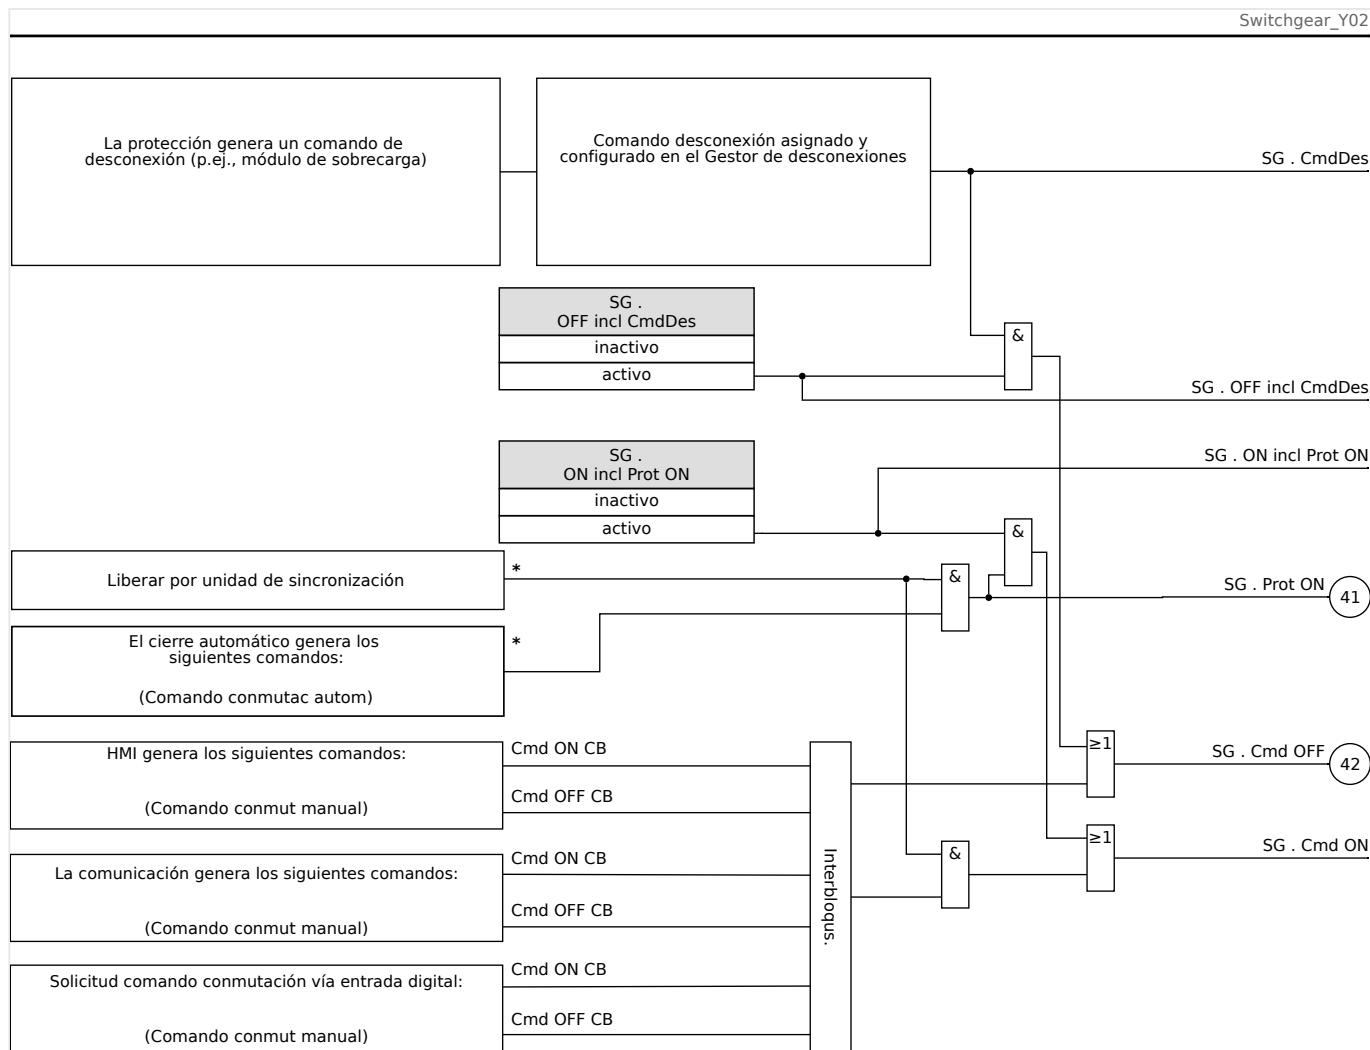 Switchgear_Y02
La protección genera un comando de
desconexión (p.ej., módulo de sobrecarga)
Comando desconexión asignado y
configurado en el Gestor de desconexiones
SG . CmdDes
SG .
OFF incl CmdDes
inactivo
activo
&
SG . OFF incl CmdDes
SG .
ON incl Prot ON
inactivo
activo
SG . ON incl Prot ON
&
Liberar por unidad de sincronización
*
&
SG . Prot ON
41
El cierre automático genera los
siguientes comandos:
(Comando conmutac autom)
*
HMI genera los siguientes comandos:
(Comando conmut manual)
Cmd ON CB
Cmd OFF CB
≥1
SG . Cmd OFF
42
La comunicación genera los siguientes comandos:
(Comando conmut manual)
Cmd ON CB
Cmd OFF CB
Interbloqus.
&
≥1
SG . Cmd ON
Solicitud comando conmutación vía entrada digital:
(Comando conmut manual)
Cmd ON CB
Cmd OFF CB